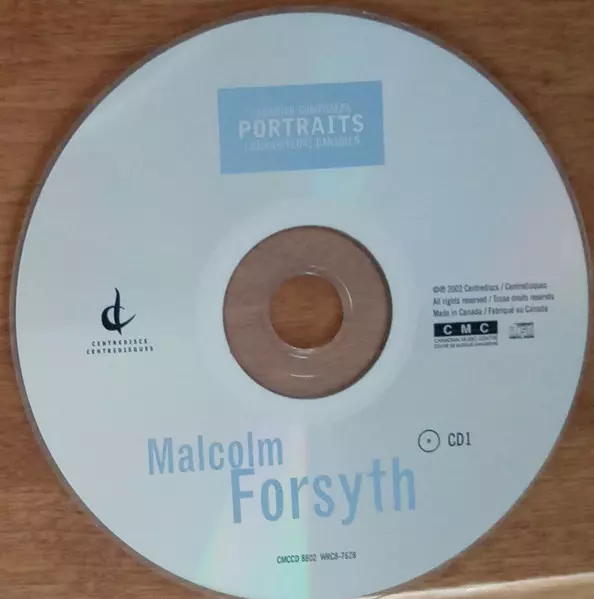 CANADIAN COMPOSERS
PORTRAITS
COMPOSITEURS CANADIENS
CENTREDISCS
CENTREDISQUES
©℗ 2002 Centrediscs / Centredisques
All rights reserved / Tous droits réservés
Made in Canada / Fabriqué au Canada
CMC
CANADIAN MUSIC CENTRE
CENTRE DE MUSIQUE CANADIENNE
CD1
Malcolm
Forsyth
CMCCD 8802 WRC8-7628